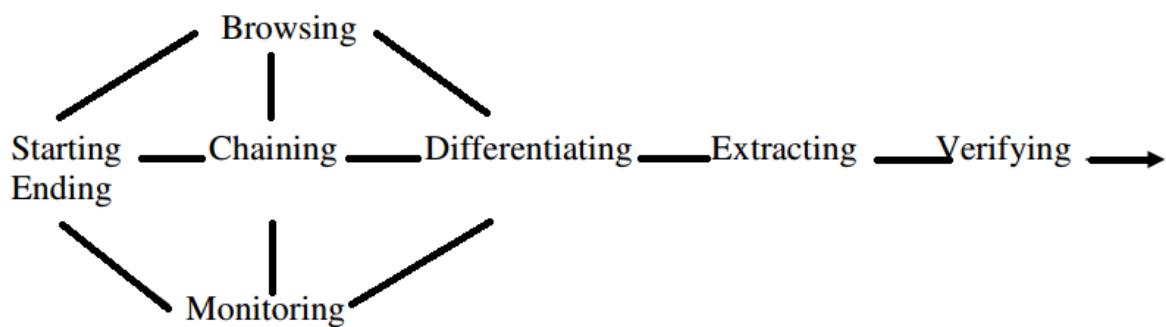 Browsing
Starting Chaining Differentiating Extracting Verifying
Ending
Monitoring